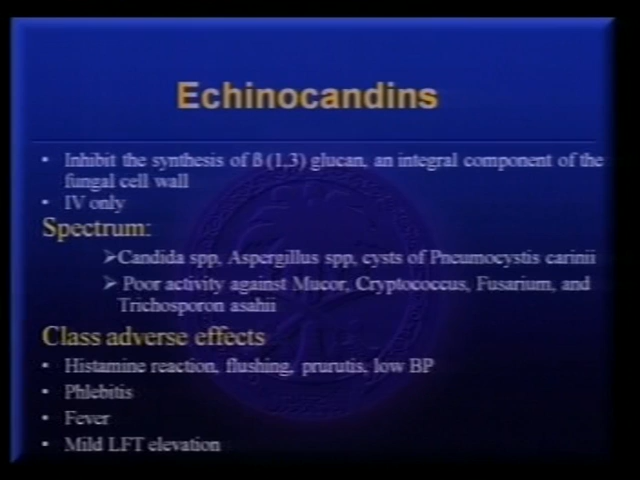 Echinocandins
• Inhibit the synthesis of ß (1,3) glucan, an integral component of the
fungal cell wall
• IV only
Spectrum:
➢Candida spp, Aspergillus spp, cysts of Pneumocystis carinii
➢ Poor activity against Mucor, Cryptococcus, Fusarium, and
Trichosporon asahii
Class adverse effects
• Histamine reaction, flushing, prurutis, low BP
• Phlebitis
• Fever
• Mild LFT elevation